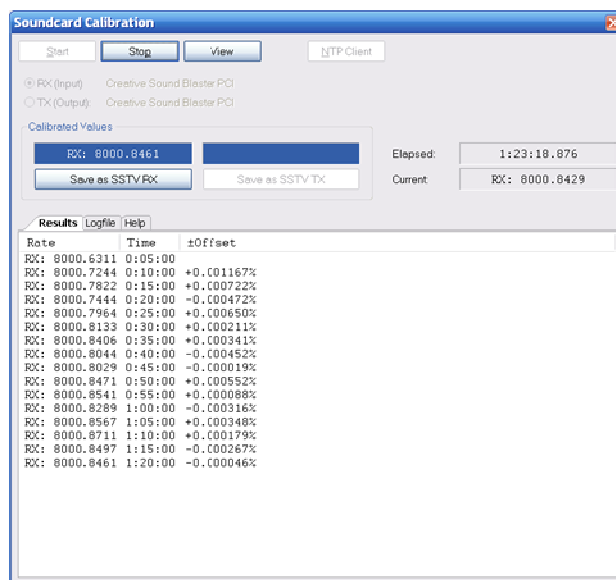 Soundcard Calibration
Start Stop View NTP Client
RX (Input) Creative Sound Blaster PCI
TX (Output) Creative Sound Blaster PCI
Calibrated Values
RX: 8000.8461
Elapsed: 1:23:18.876
Save as SSTV RX Save as SSTV TX
Current RX: 8000.8429
Results Logfile Help
Rate Time ±Offset
RX: 8000.6311 0:05:00
RX: 8000.7244 0:10:00 +0.001167%
RX: 8000.7822 0:15:00 +0.000722%
RX: 8000.7444 0:20:00 -0.000472%
RX: 8000.7964 0:25:00 +0.000650%
RX: 8000.8133 0:30:00 +0.000211%
RX: 8000.8406 0:35:00 +0.000341%
RX: 8000.8044 0:40:00 -0.000452%
RX: 8000.8029 0:45:00 -0.000019%
RX: 8000.8471 0:50:00 +0.000552%
RX: 8000.8541 0:55:00 +0.000088%
RX: 8000.8289 1:00:00 -0.000316%
RX: 8000.8567 1:05:00 +0.000348%
RX: 8000.8711 1:10:00 +0.000179%
RX: 8000.8497 1:15:00 -0.000267%
RX: 8000.8461 1:20:00 -0.000046%